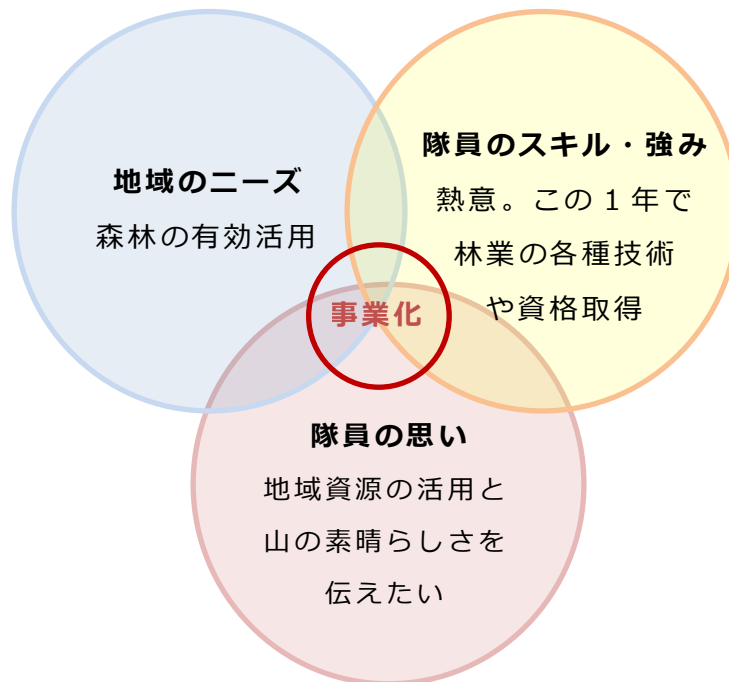 地域のニーズ
森林の有効活用
隊員のスキル・強み
熱意。この１年で
林業の各種技術
や資格取得
事業化
隊員の思い
地域資源の活用と
山の素晴らしさを
伝えたい